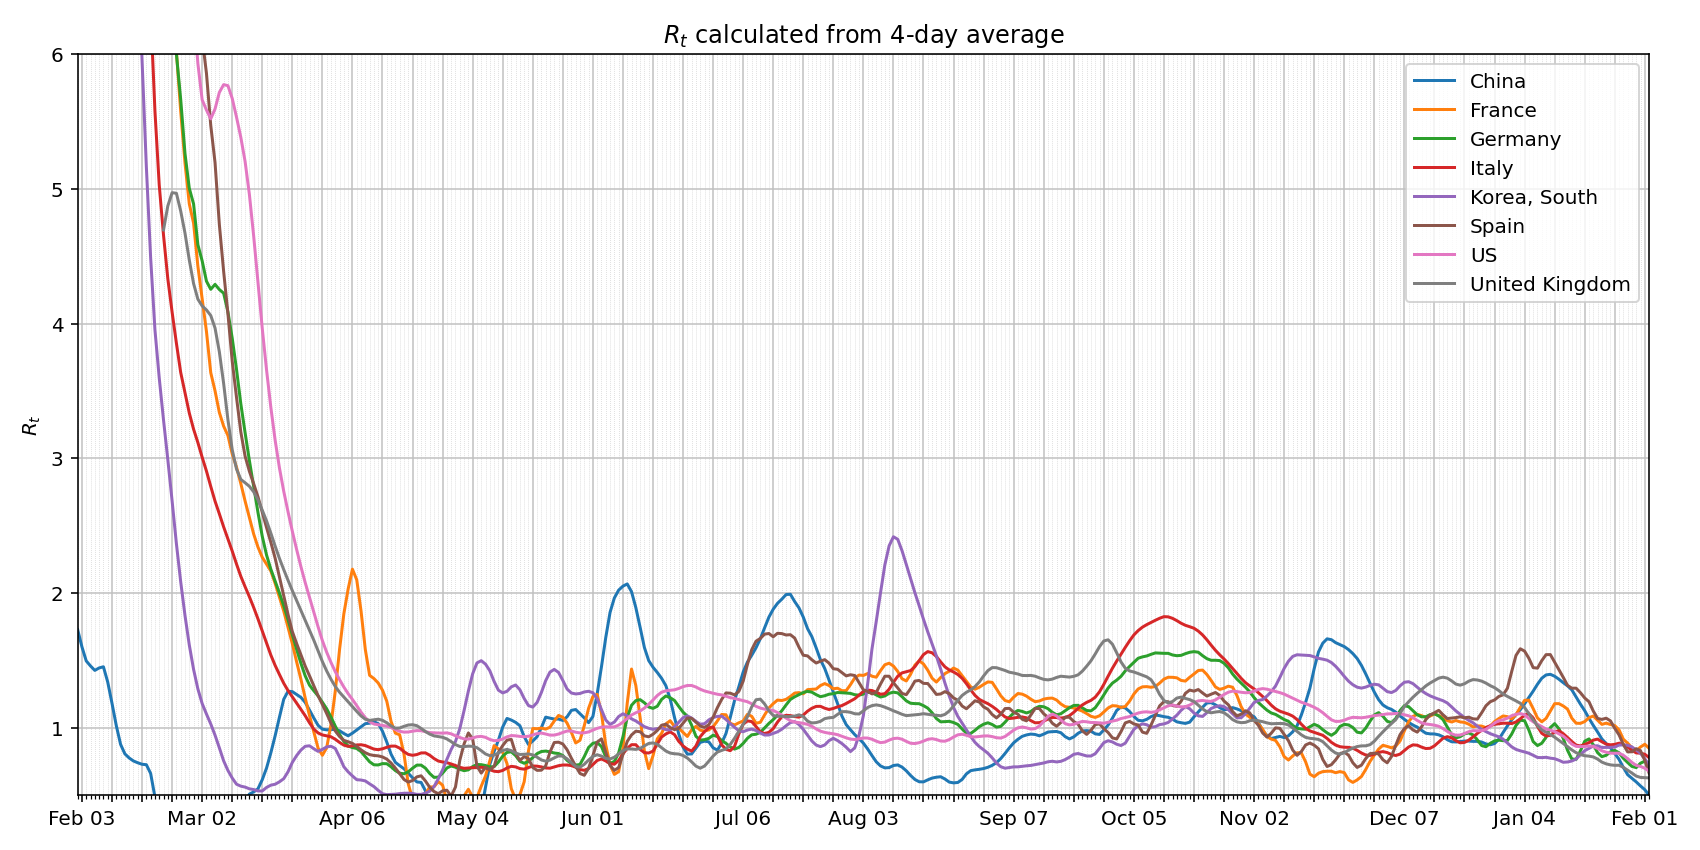 R_t calculated from 4-day average
6
5
4
3
2
1
R_t
China
France
Germany
Italy
Korea, South
Spain
US
United Kingdom
Feb 03 Mar 02 Apr 06 May 04 Jun 01 Jul 06 Aug 03 Sep 07 Oct 05 Nov 02 Dec 07 Jan 04 Feb 01